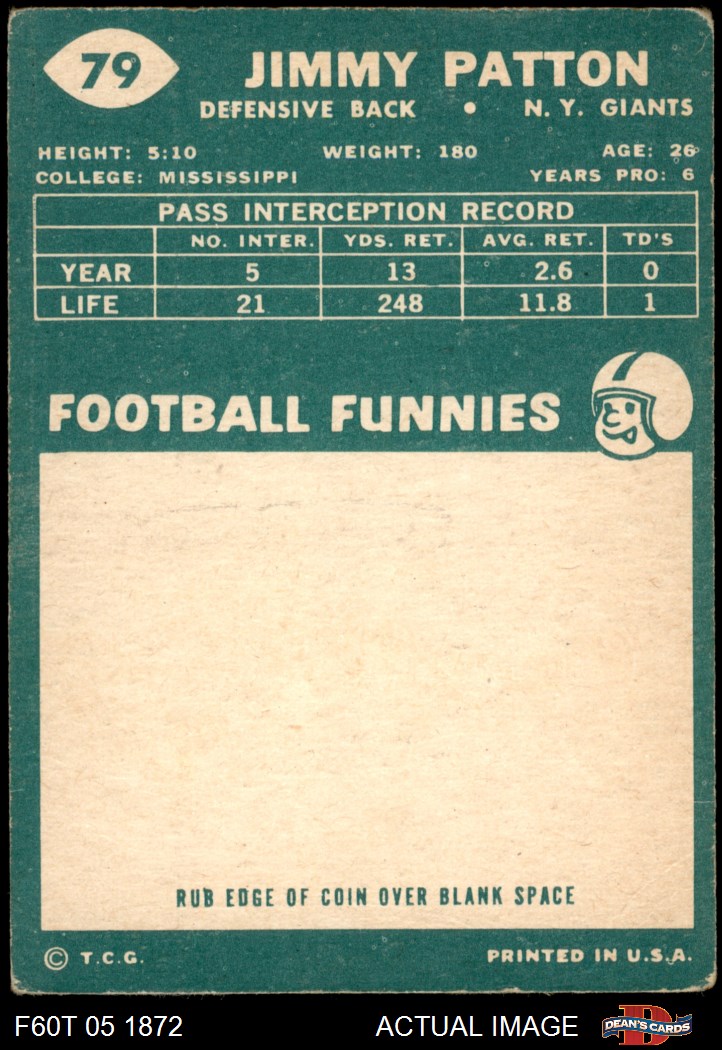 79
JIMMY PATTON
DEFENSIVE BACK • N. Y. GIANTS
HEIGHT: 5:10 WEIGHT: 180 AGE: 26
COLLEGE: MISSISSIPPI YEARS PRO: 6
PASS INTERCEPTION RECORD
NO. INTER. YDS. RET. AVG. RET. TD'S
YEAR 5 13 2.6 0
LIFE 21 248 11.8 1
FOOTBALL FUNNIES
RUB EDGE OF COIN OVER BLANK SPACE
© T.C.G. PRINTED IN U.S.A.
F60T 05 1872 ACTUAL IMAGE D DEAN'S CARDS